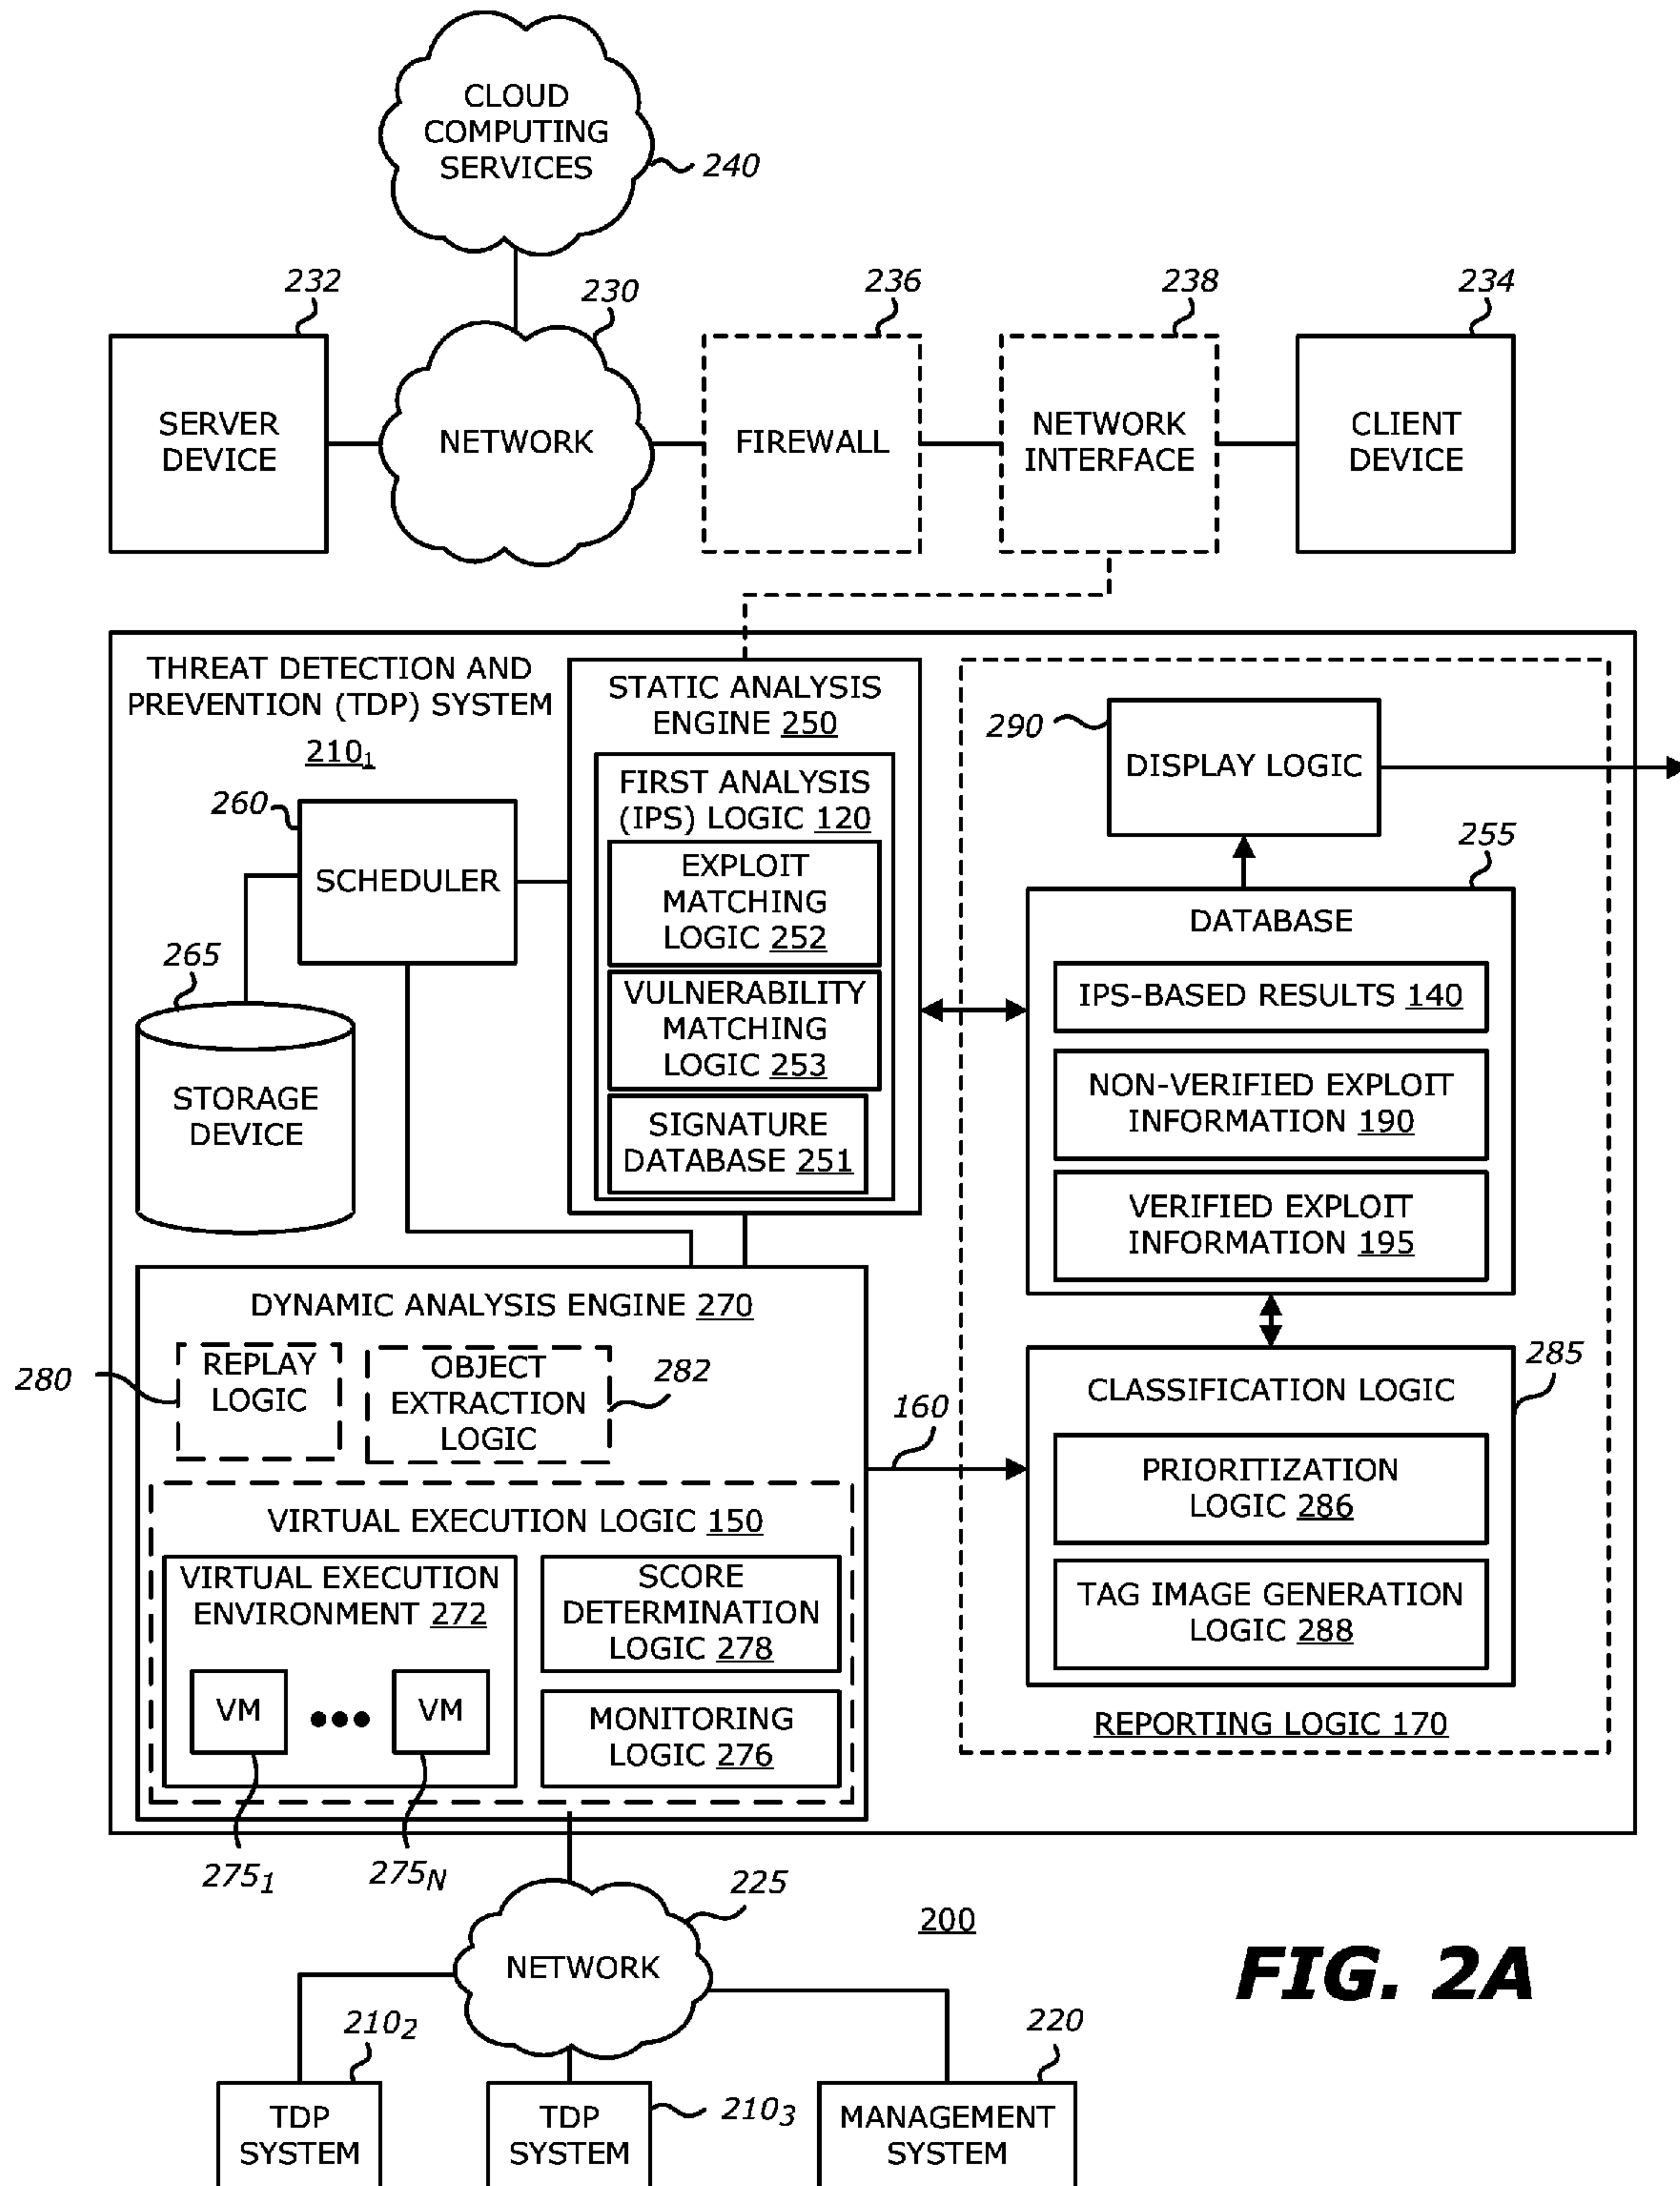 CLOUD
COMPUTING
SERVICES
240
232
230
236
238
234
SERVER
DEVICE
NETWORK
FIREWALL
NETWORK
INTERFACE
CLIENT
DEVICE
THREAT DETECTION AND
PREVENTION (TDP) SYSTEM
210₁
STATIC ANALYSIS
ENGINE 250
FIRST ANALYSIS
(IPS) LOGIC 120
EXPLOIT
MATCHING
LOGIC 252
VULNERABILITY
MATCHING
LOGIC 253
SIGNATURE
DATABASE 251
260
SCHEDULER
265
STORAGE
DEVICE
290
DISPLAY LOGIC
255
DATABASE
IPS-BASED RESULTS 140
NON-VERIFIED EXPLOIT
INFORMATION 190
VERIFIED EXPLOIT
INFORMATION 195
DYNAMIC ANALYSIS ENGINE 270
280
REPLAY
LOGIC
OBJECT
EXTRACTION
LOGIC
282
160
285
CLASSIFICATION LOGIC
PRIORITIZATION
LOGIC 286
TAG IMAGE GENERATION
LOGIC 288
REPORTING LOGIC 170
VIRTUAL EXECUTION LOGIC 150
VIRTUAL EXECUTION
ENVIRONMENT 272
VM
VM
SCORE
DETERMINATION
LOGIC 278
MONITORING
LOGIC 276
275₁
275N
225
200
NETWORK
FIG. 2A
210₂
210₃
220
TDP
SYSTEM
TDP
SYSTEM
MANAGEMENT
SYSTEM